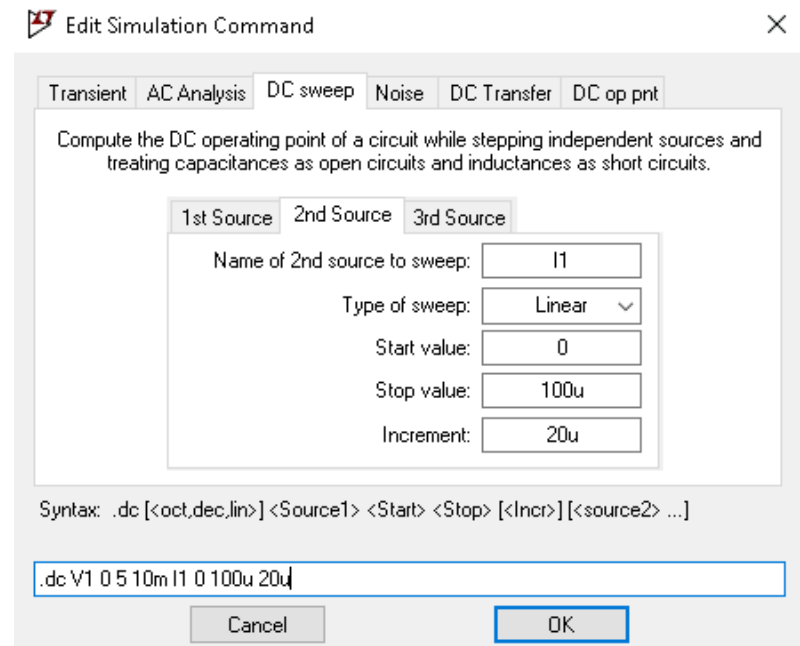 Edit Simulation Command
Transient AC Analysis DC sweep Noise DC Transfer DC op pnt
Compute the DC operating point of a circuit while stepping independent sources and
treating capacitances as open circuits and inductances as short circuits.
1st Source 2nd Source 3rd Source
Name of 2nd source to sweep: I1
Type of sweep: Linear
Start value: 0
Stop value: 100u
Increment: 20u
Syntax: .dc [<oct,dec,lin>] <Source1> <Start> <Stop> [<Incr>] [<source2> ...]
.dc V1 0 5 10m I1 0 100u 20u
Cancel OK